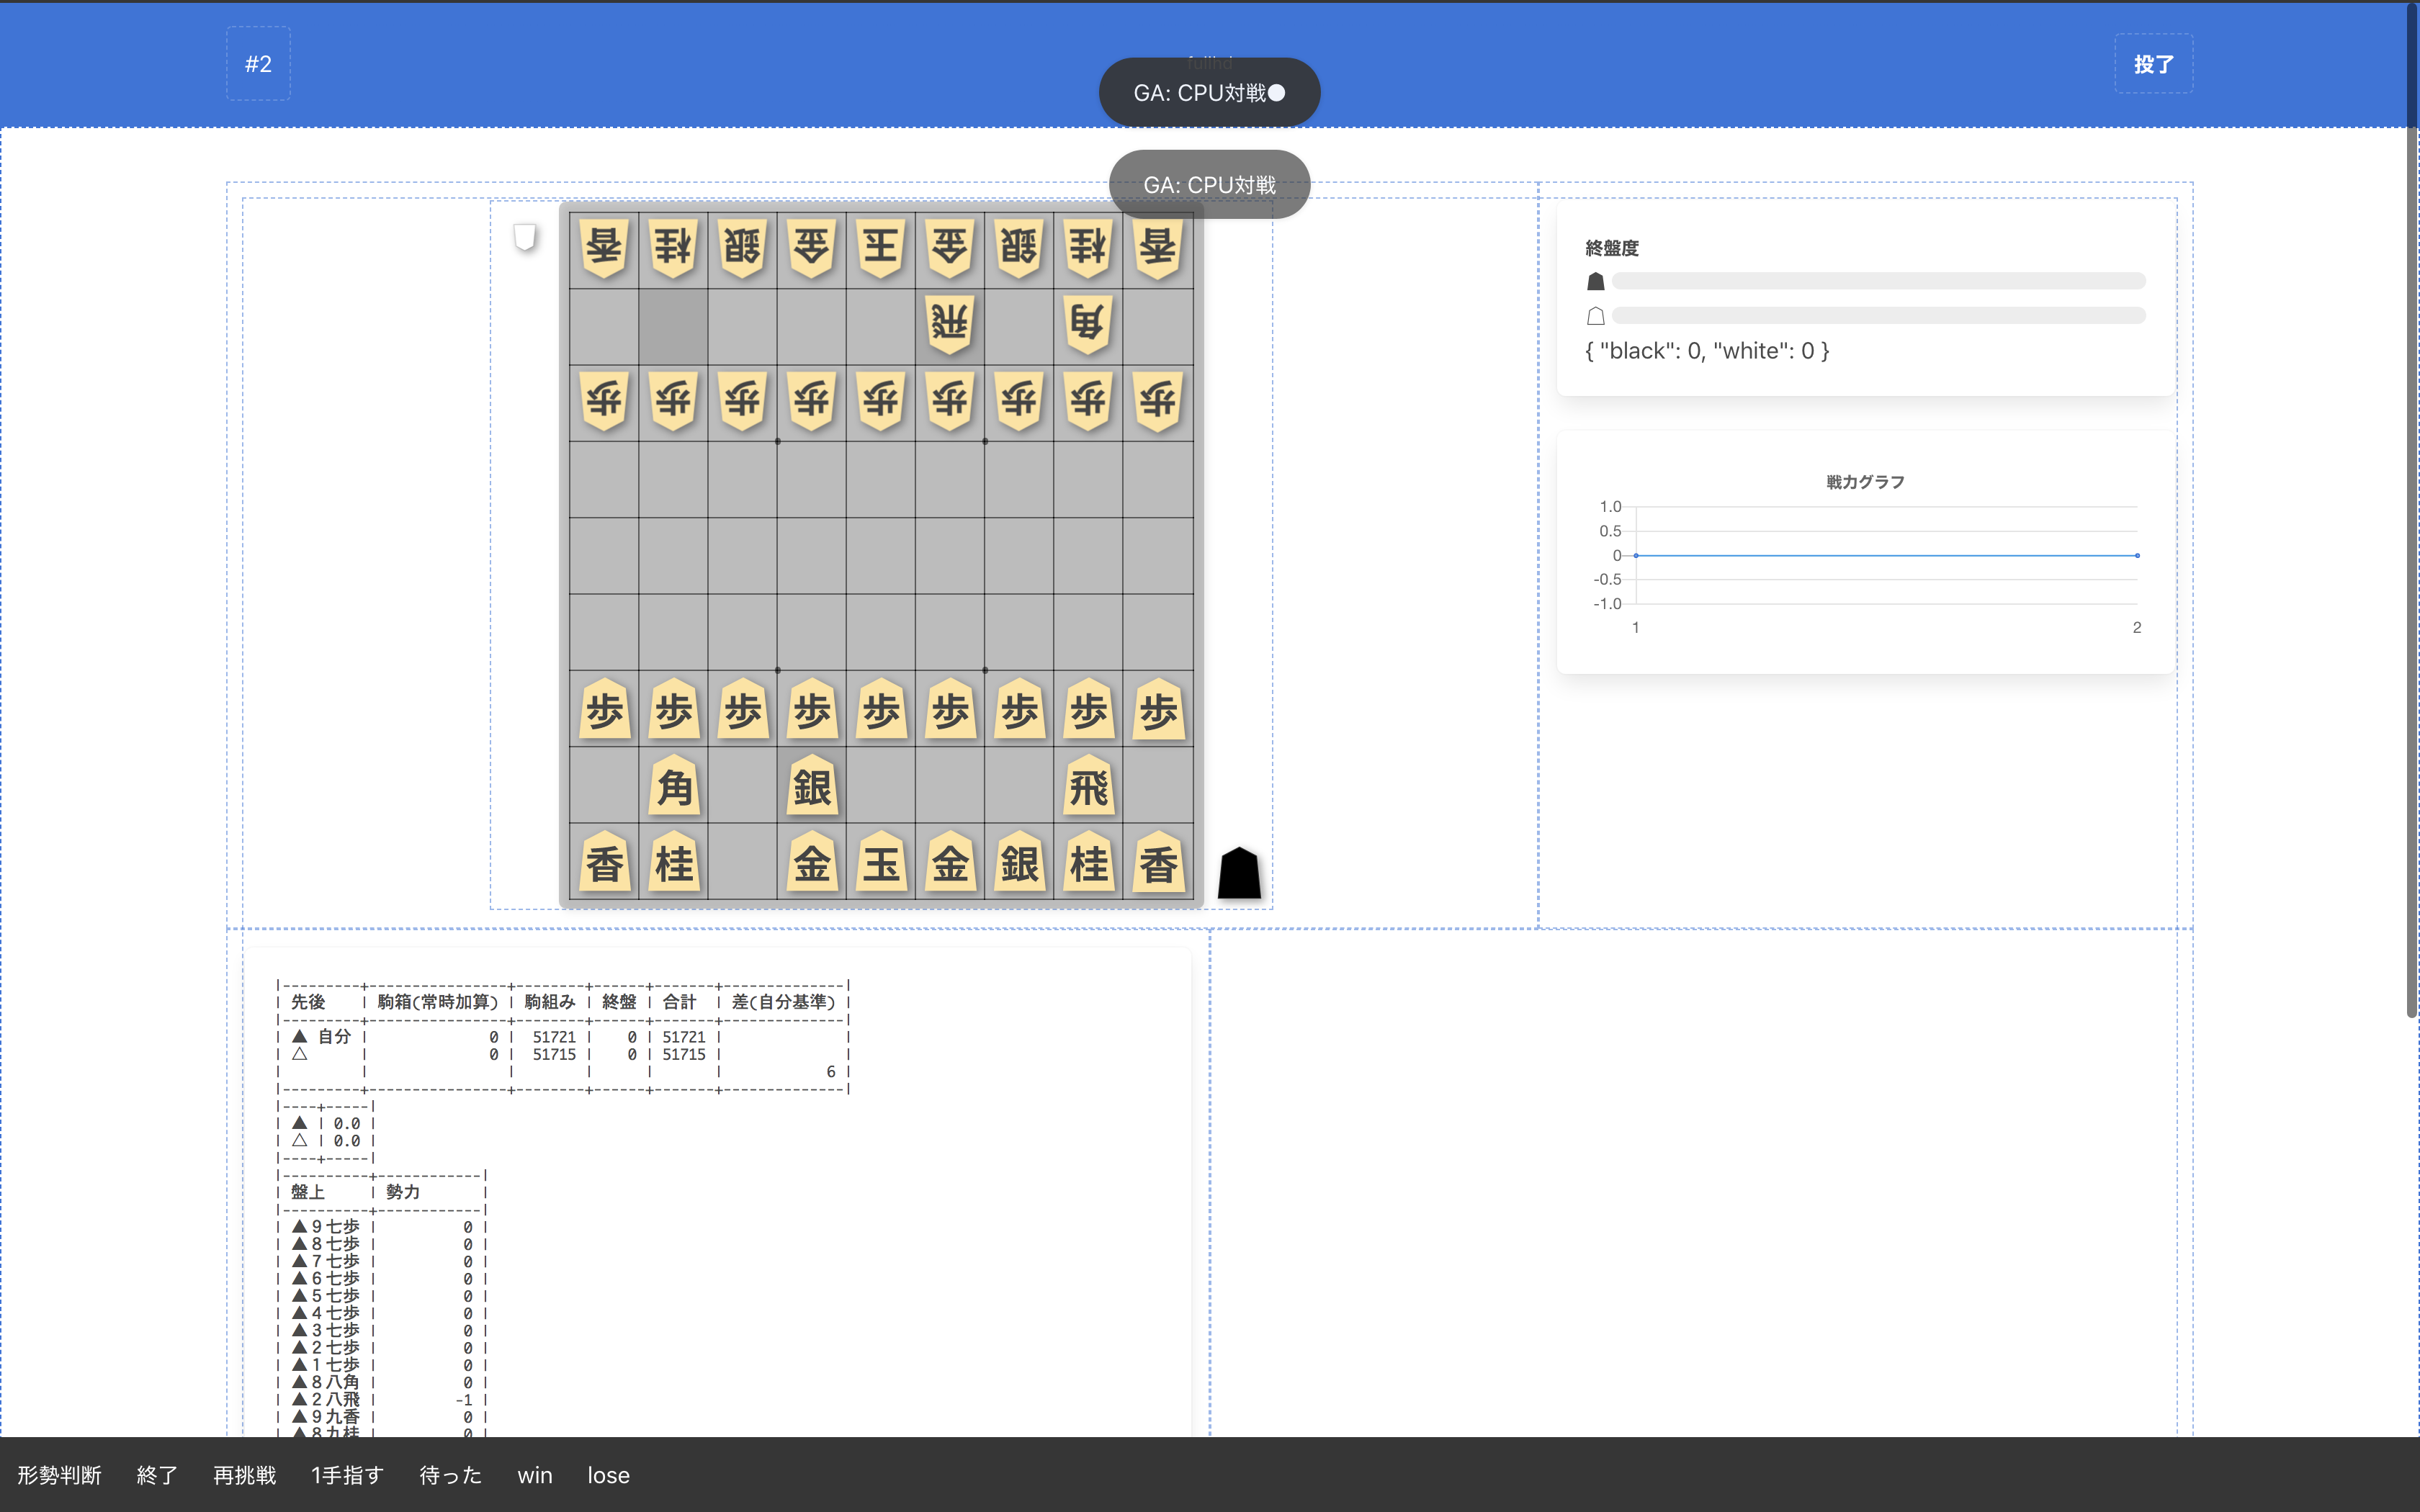 #2
fullhd
投了
GA: CPU対戦●
GA: CPU対戦
香 桂 銀 金 玉 金 銀 桂 香
飛 角
歩 歩 歩 歩 歩 歩 歩 歩 歩
歩 歩 歩 歩 歩 歩 歩 歩 歩
角 銀 飛
香 桂 金 玉 金 銀 桂 香
終盤度
{ "black": 0, "white": 0 }
戦力グラフ
1.0
0.5
0
-0.5
-1.0
1 2
|---------+----------------+--------+------+-------+--------------|
| 先後 | 駒箱(常時加算) | 駒組み | 終盤 | 合計 | 差(自分基準) |
|---------+----------------+--------+------+-------+--------------|
| ▲ 自分 | 0 | 51721 | 0 | 51721 | |
| △ | 0 | 51715 | 0 | 51715 | |
| | | | | | 6 |
|---------+----------------+--------+------+-------+--------------|
|----+-----|
| ▲ | 0.0 |
| △ | 0.0 |
|----+-----|
|----------+------------|
| 盤上 | 勢力 |
|----------+------------|
| ▲9七歩 | 0 |
| ▲8七歩 | 0 |
| ▲7七歩 | 0 |
| ▲6七歩 | 0 |
| ▲5七歩 | 0 |
| ▲4七歩 | 0 |
| ▲3七歩 | 0 |
| ▲2七歩 | 0 |
| ▲1七歩 | 0 |
| ▲8八角 | 0 |
| ▲2八飛 | -1 |
| ▲9九香 | 0 |
| ▲8九桂 | 0 |
形勢判断 終了 再挑戦 1手指す 待った win lose